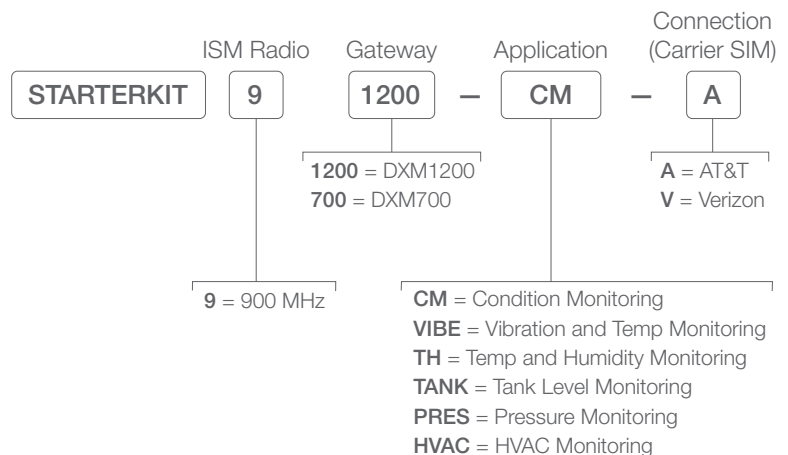 ISM Radio Gateway Application Connection (Carrier SIM)
STARTERKIT 9 1200 – CM – A
1200 = DXM1200
700 = DXM700
A = AT&T
V = Verizon
9 = 900 MHz
CM = Condition Monitoring
VIBE = Vibration and Temp Monitoring
TH = Temp and Humidity Monitoring
TANK = Tank Level Monitoring
PRES = Pressure Monitoring
HVAC = HVAC Monitoring